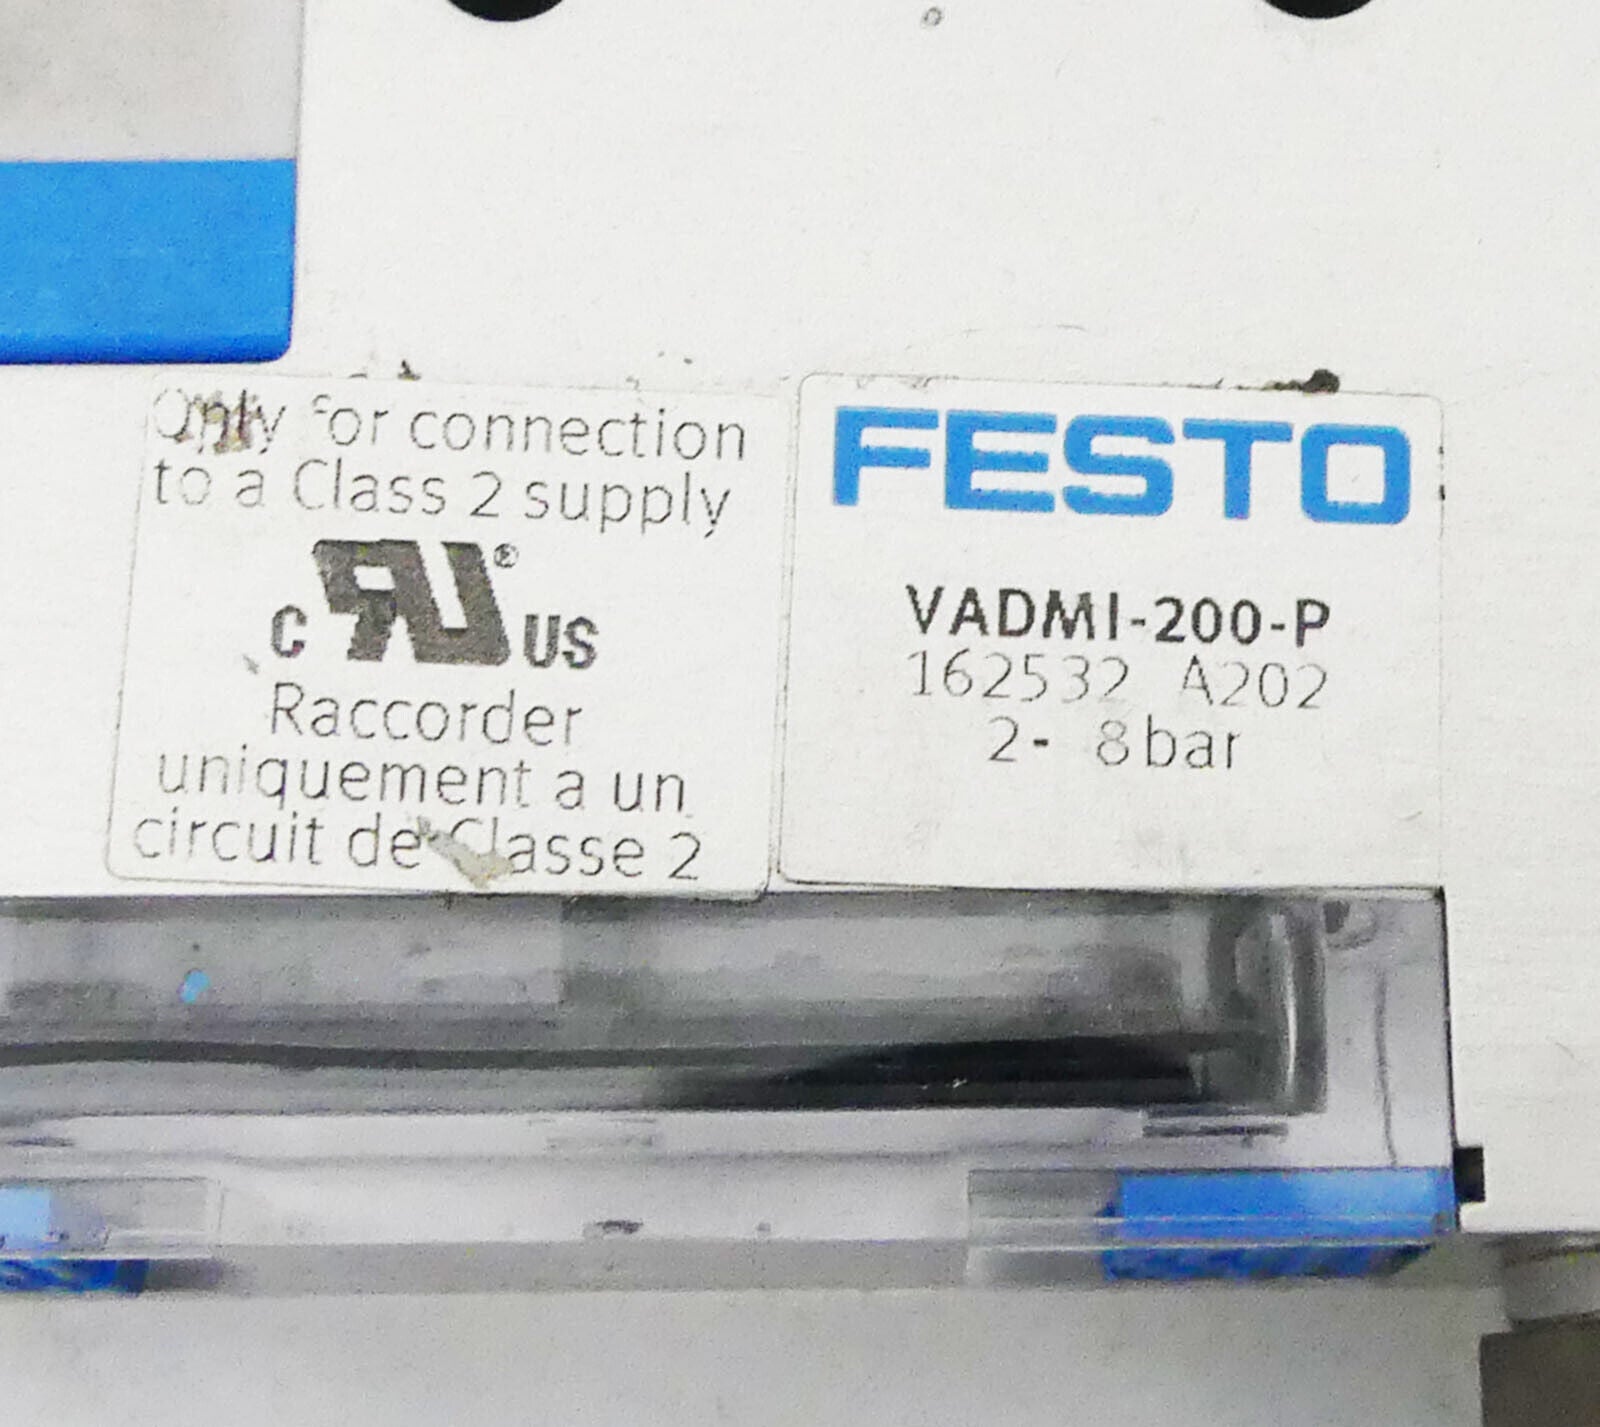 Only for connection
to a Class 2 supply
C RU® US
Raccorder
uniquement a un
circuit de Classe 2
FESTO
VADMI-200-P
162532 A202
2- 8bar